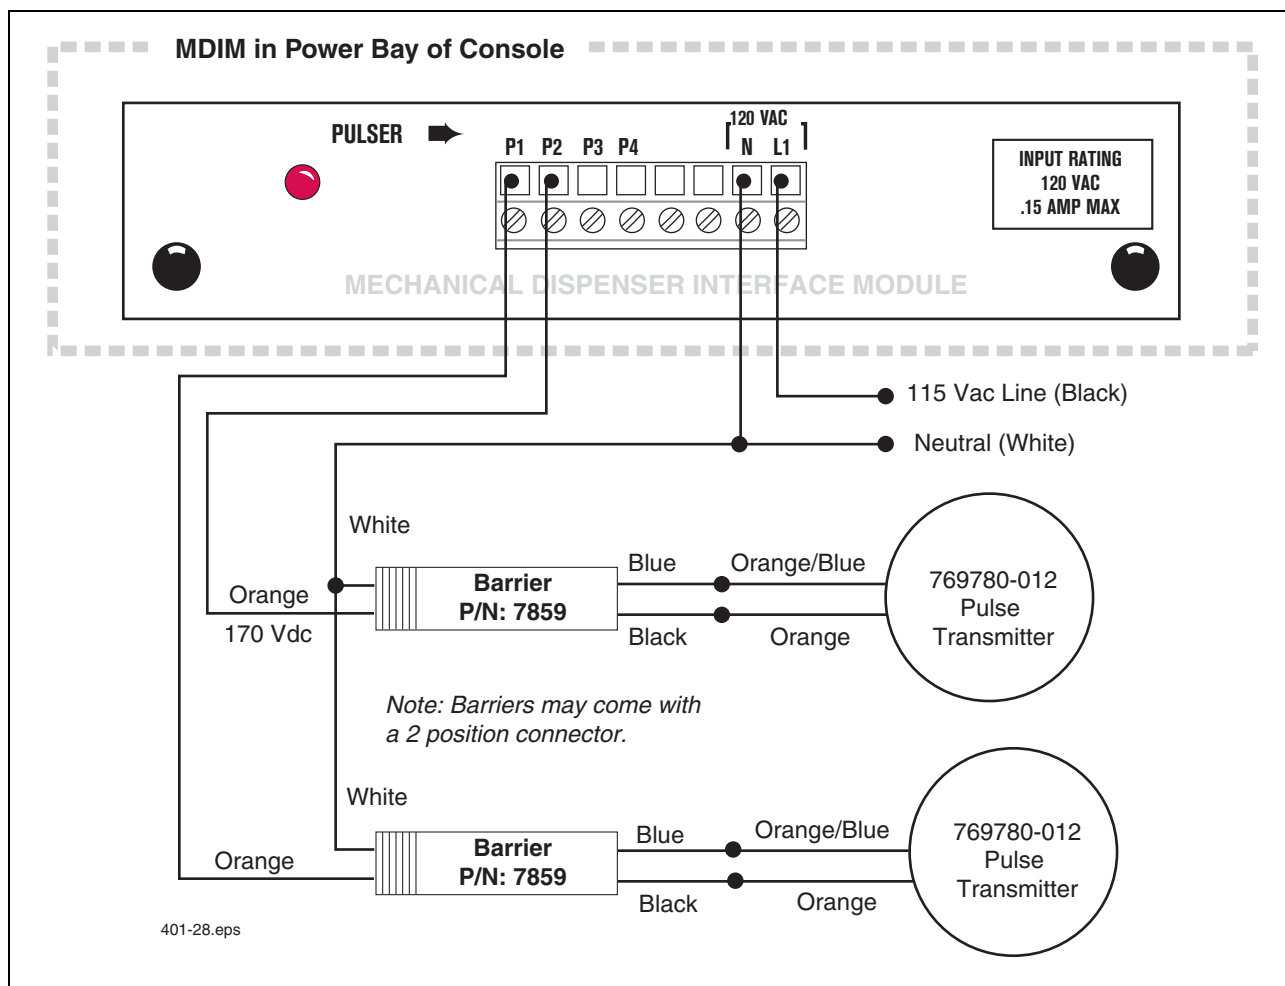 MDIM in Power Bay of Console
120 VAC
PULSER
P1 P2 P3 P4 N L1
INPUT RATING
120 VAC
.15 AMP MAX
MECHANICAL DISPENSER INTERFACE MODULE
115 Vac Line (Black)
Neutral (White)
White
Blue
Orange/Blue
Orange
170 Vdc
Barrier
P/N: 7859
769780-012
Pulse
Transmitter
Black
Orange
Note: Barriers may come with
a 2 position connector.
White
Blue
Orange/Blue
Orange
Barrier
P/N: 7859
769780-012
Pulse
Transmitter
Black
Orange
401-28.eps